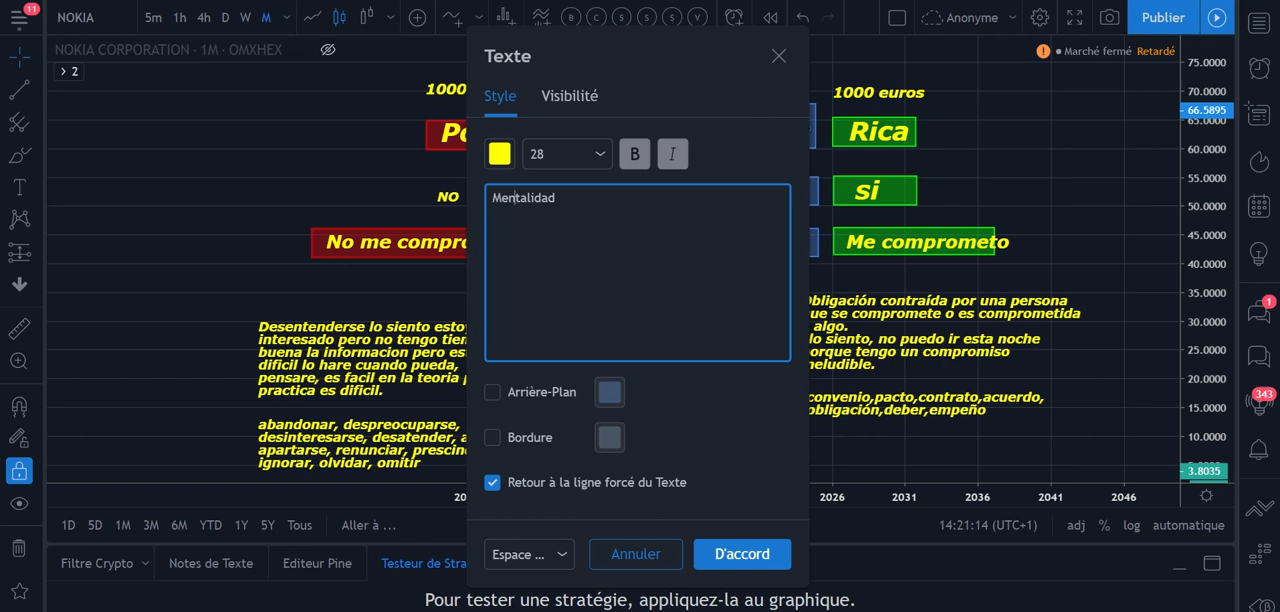 11
NOKIA
5m 1h 4h D W M
B C S S S V
Anonyme
Publier
NOKIA CORPORATION · 1M · OMXHEX
2
Marché fermé Retardé
Texte
Style Visibilité
28 B I
Mentalidad
Arrière-Plan
Bordure
Retour à la ligne forcé du Texte
Espace ...
Annuler
D'accord
1000
NO
No me compro
Desentenderse lo siento estoy
interesado pero no tengo tien
buena la informacion pero es
dificil lo hare cuando pueda,
pensare, es facil en la teoria
practica es dificil.
abandonar, despreocuparse,
desinteresarse, desatender, a
apartarse, renunciar, prescin
ignorar, olvidar, omitir
1000 euros
Rica
si
Me comprometo
Obligación contraída por una persona
que se compromete o es comprometida
algo.
lo siento, no puedo ir esta noche
porque tengo un compromiso
ineludible.
convenio,pacto,contrato,acuerdo,
obligación,deber,empeño
75.0000
70.0000
66.5895
65.0000
60.0000
55.0000
50.0000
45.0000
40.0000
35.0000
30.0000
25.0000
20.0000
15.0000
10.0000
3.8035
20
2026 2031 2036 2041 2046
1D 5D 1M 3M 6M YTD 1Y 5Y Tous Aller à ...
14:21:14 (UTC+1) adj % log automatique
Filtre Crypto Notes de Texte Editeur Pine Testeur de Stra
Pour tester une stratégie, appliquez-la au graphique.
1
343